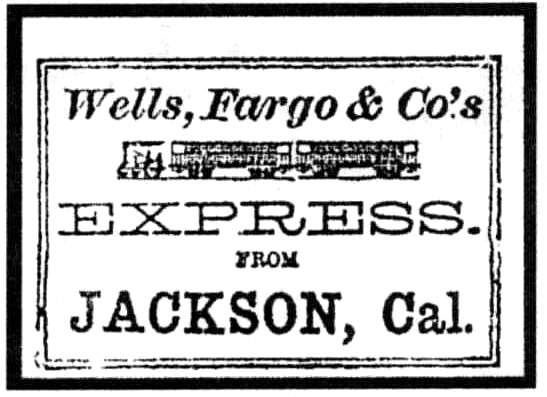 Wells, Fargo & Co's
EXPRESS.
FROM
JACKSON, Cal.